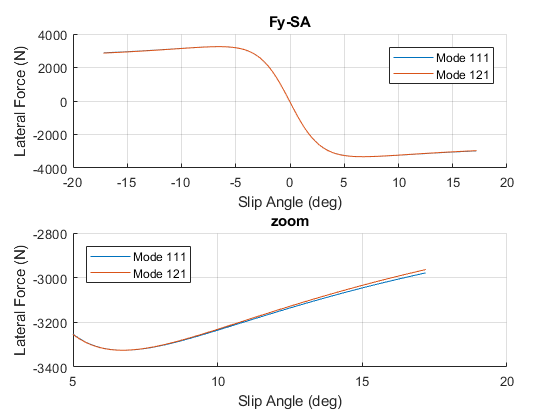 Fy-SA
Lateral Force (N)
4000
2000
0
-2000
-4000
Mode 111
Mode 121
-20 -15 -10 -5 0 5 10 15 20
Slip Angle (deg)
zoom
Lateral Force (N)
-2800
-3000
-3200
-3400
Mode 111
Mode 121
5 10 15 20
Slip Angle (deg)